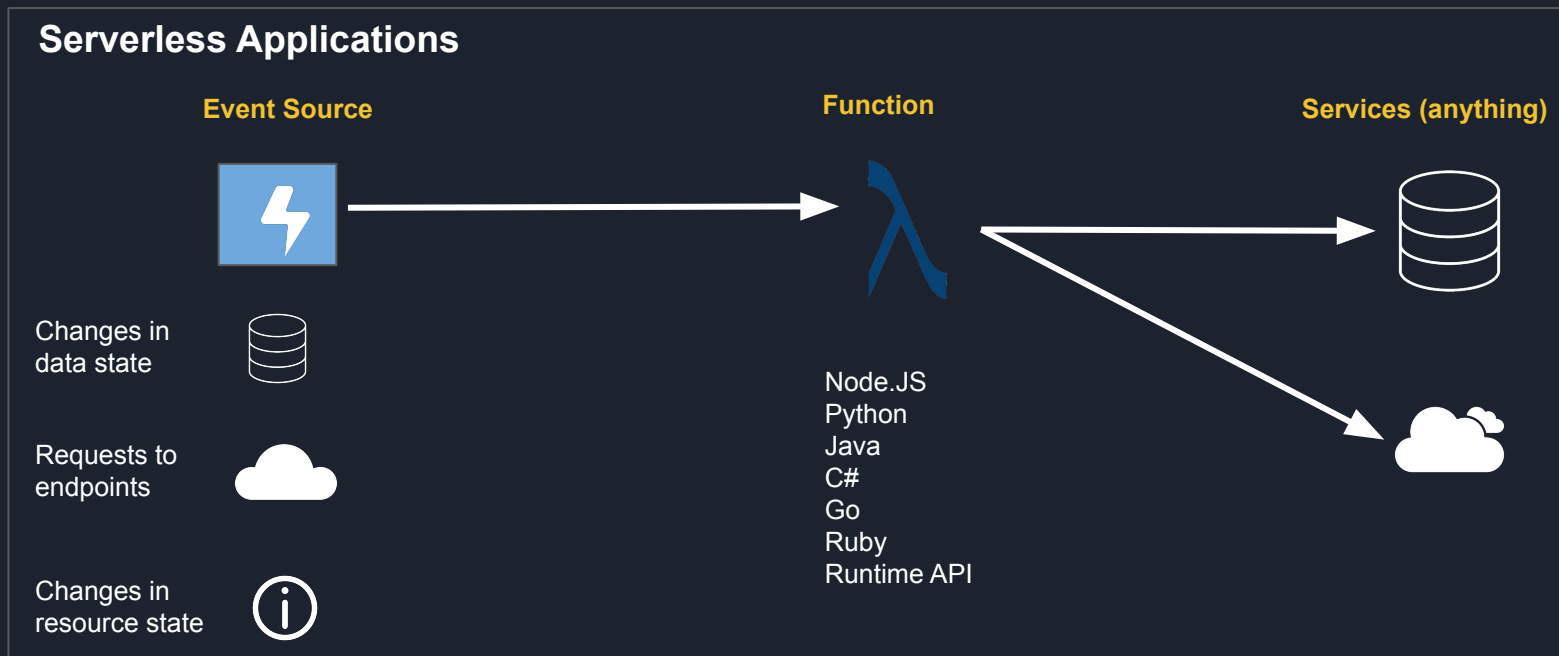 Serverless Applications
Event Source
Function
Services (anything)
Changes in
data state
Requests to
endpoints
Changes in
resource state
Node.JS
Python
Java
C#
Go
Ruby
Runtime API